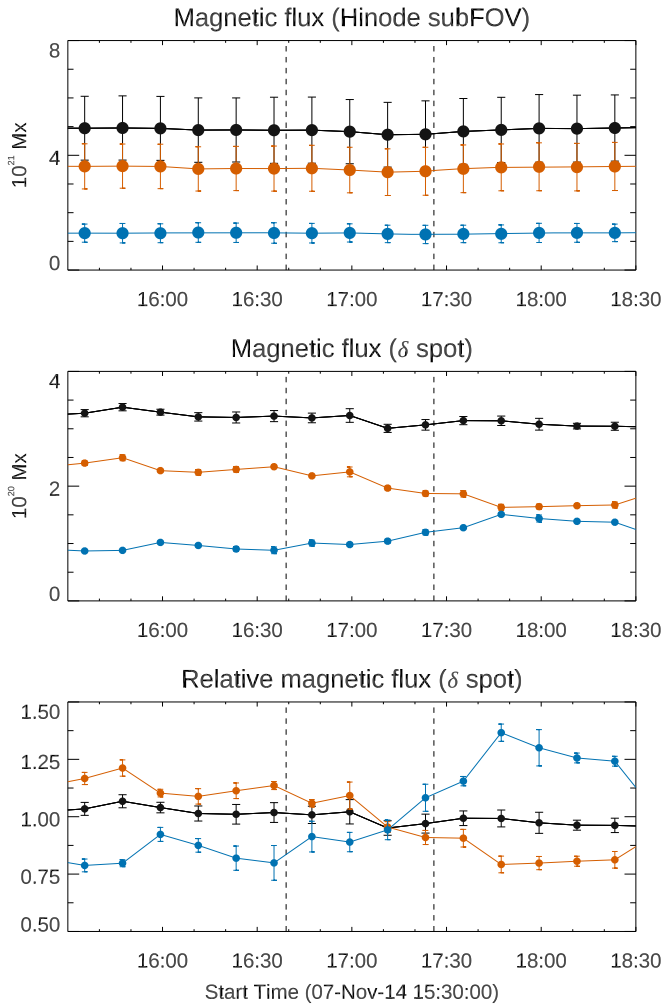 Magnetic flux (Hinode subFOV)
8
4
0
10²¹ Mx
16:00 16:30 17:00 17:30 18:00 18:30
Magnetic flux (δ spot)
4
2
0
10²⁰ Mx
16:00 16:30 17:00 17:30 18:00 18:30
Relative magnetic flux (δ spot)
1.50
1.25
1.00
0.75
0.50
16:00 16:30 17:00 17:30 18:00 18:30
Start Time (07-Nov-14 15:30:00)